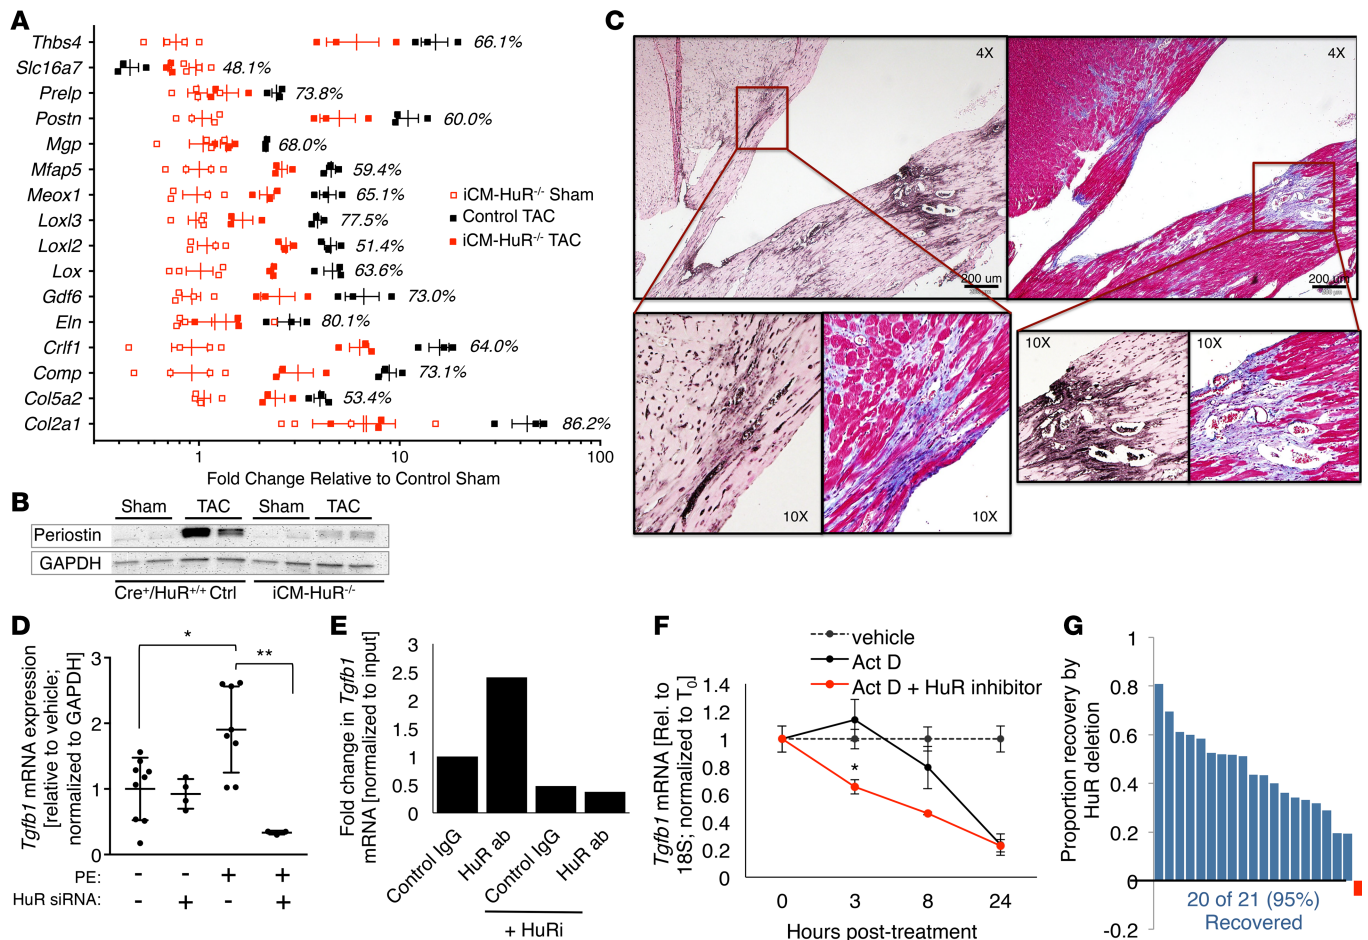 A
Thbs4 66.1%
Slc16a7 48.1%
Prelp 73.8%
Postn 60.0%
Mgp 68.0%
Mfap5 59.4%
Meox1 65.1%
Loxl3 77.5%
Loxl2 51.4%
Lox 63.6%
Gdf6 73.0%
Eln 80.1%
Crlf1 64.0%
Comp 73.1%
Col5a2 53.4%
Col2a1 86.2%
iCM-HuR-/- Sham
Control TAC
iCM-HuR-/- TAC
1 10 100
Fold Change Relative to Control Sham
B
Sham TAC Sham TAC
Periostin
GAPDH
Cre+/HuR+/+ Ctrl iCM-HuR-/-
C
4X 4X
200 um 200 um
10X 10X
10X 10X
D
Tgfb1 mRNA expression
[relative to vehicle;
normalized to GAPDH]
3
2
1
0
* **
PE: - - + +
HuR siRNA: - + - +
E
Fold change in Tgfb1
mRNA [normalized to input]
3
2.5
2
1.5
1
0.5
0
Control IgG
HuR ab
Control IgG
HuR ab
+ HuRi
F
vehicle
Act D
Act D + HuR inhibitor
Tgfb1 mRNA [Rel. to
18S; normalized to T0]
1.4
1.2
1
0.8
0.6
0.4
0.2
0
*
0 3 8 24
Hours post-treatment
G
Proportion recovery by
HuR deletion
1
0.8
0.6
0.4
0.2
0
-0.2
20 of 21 (95%)
Recovered